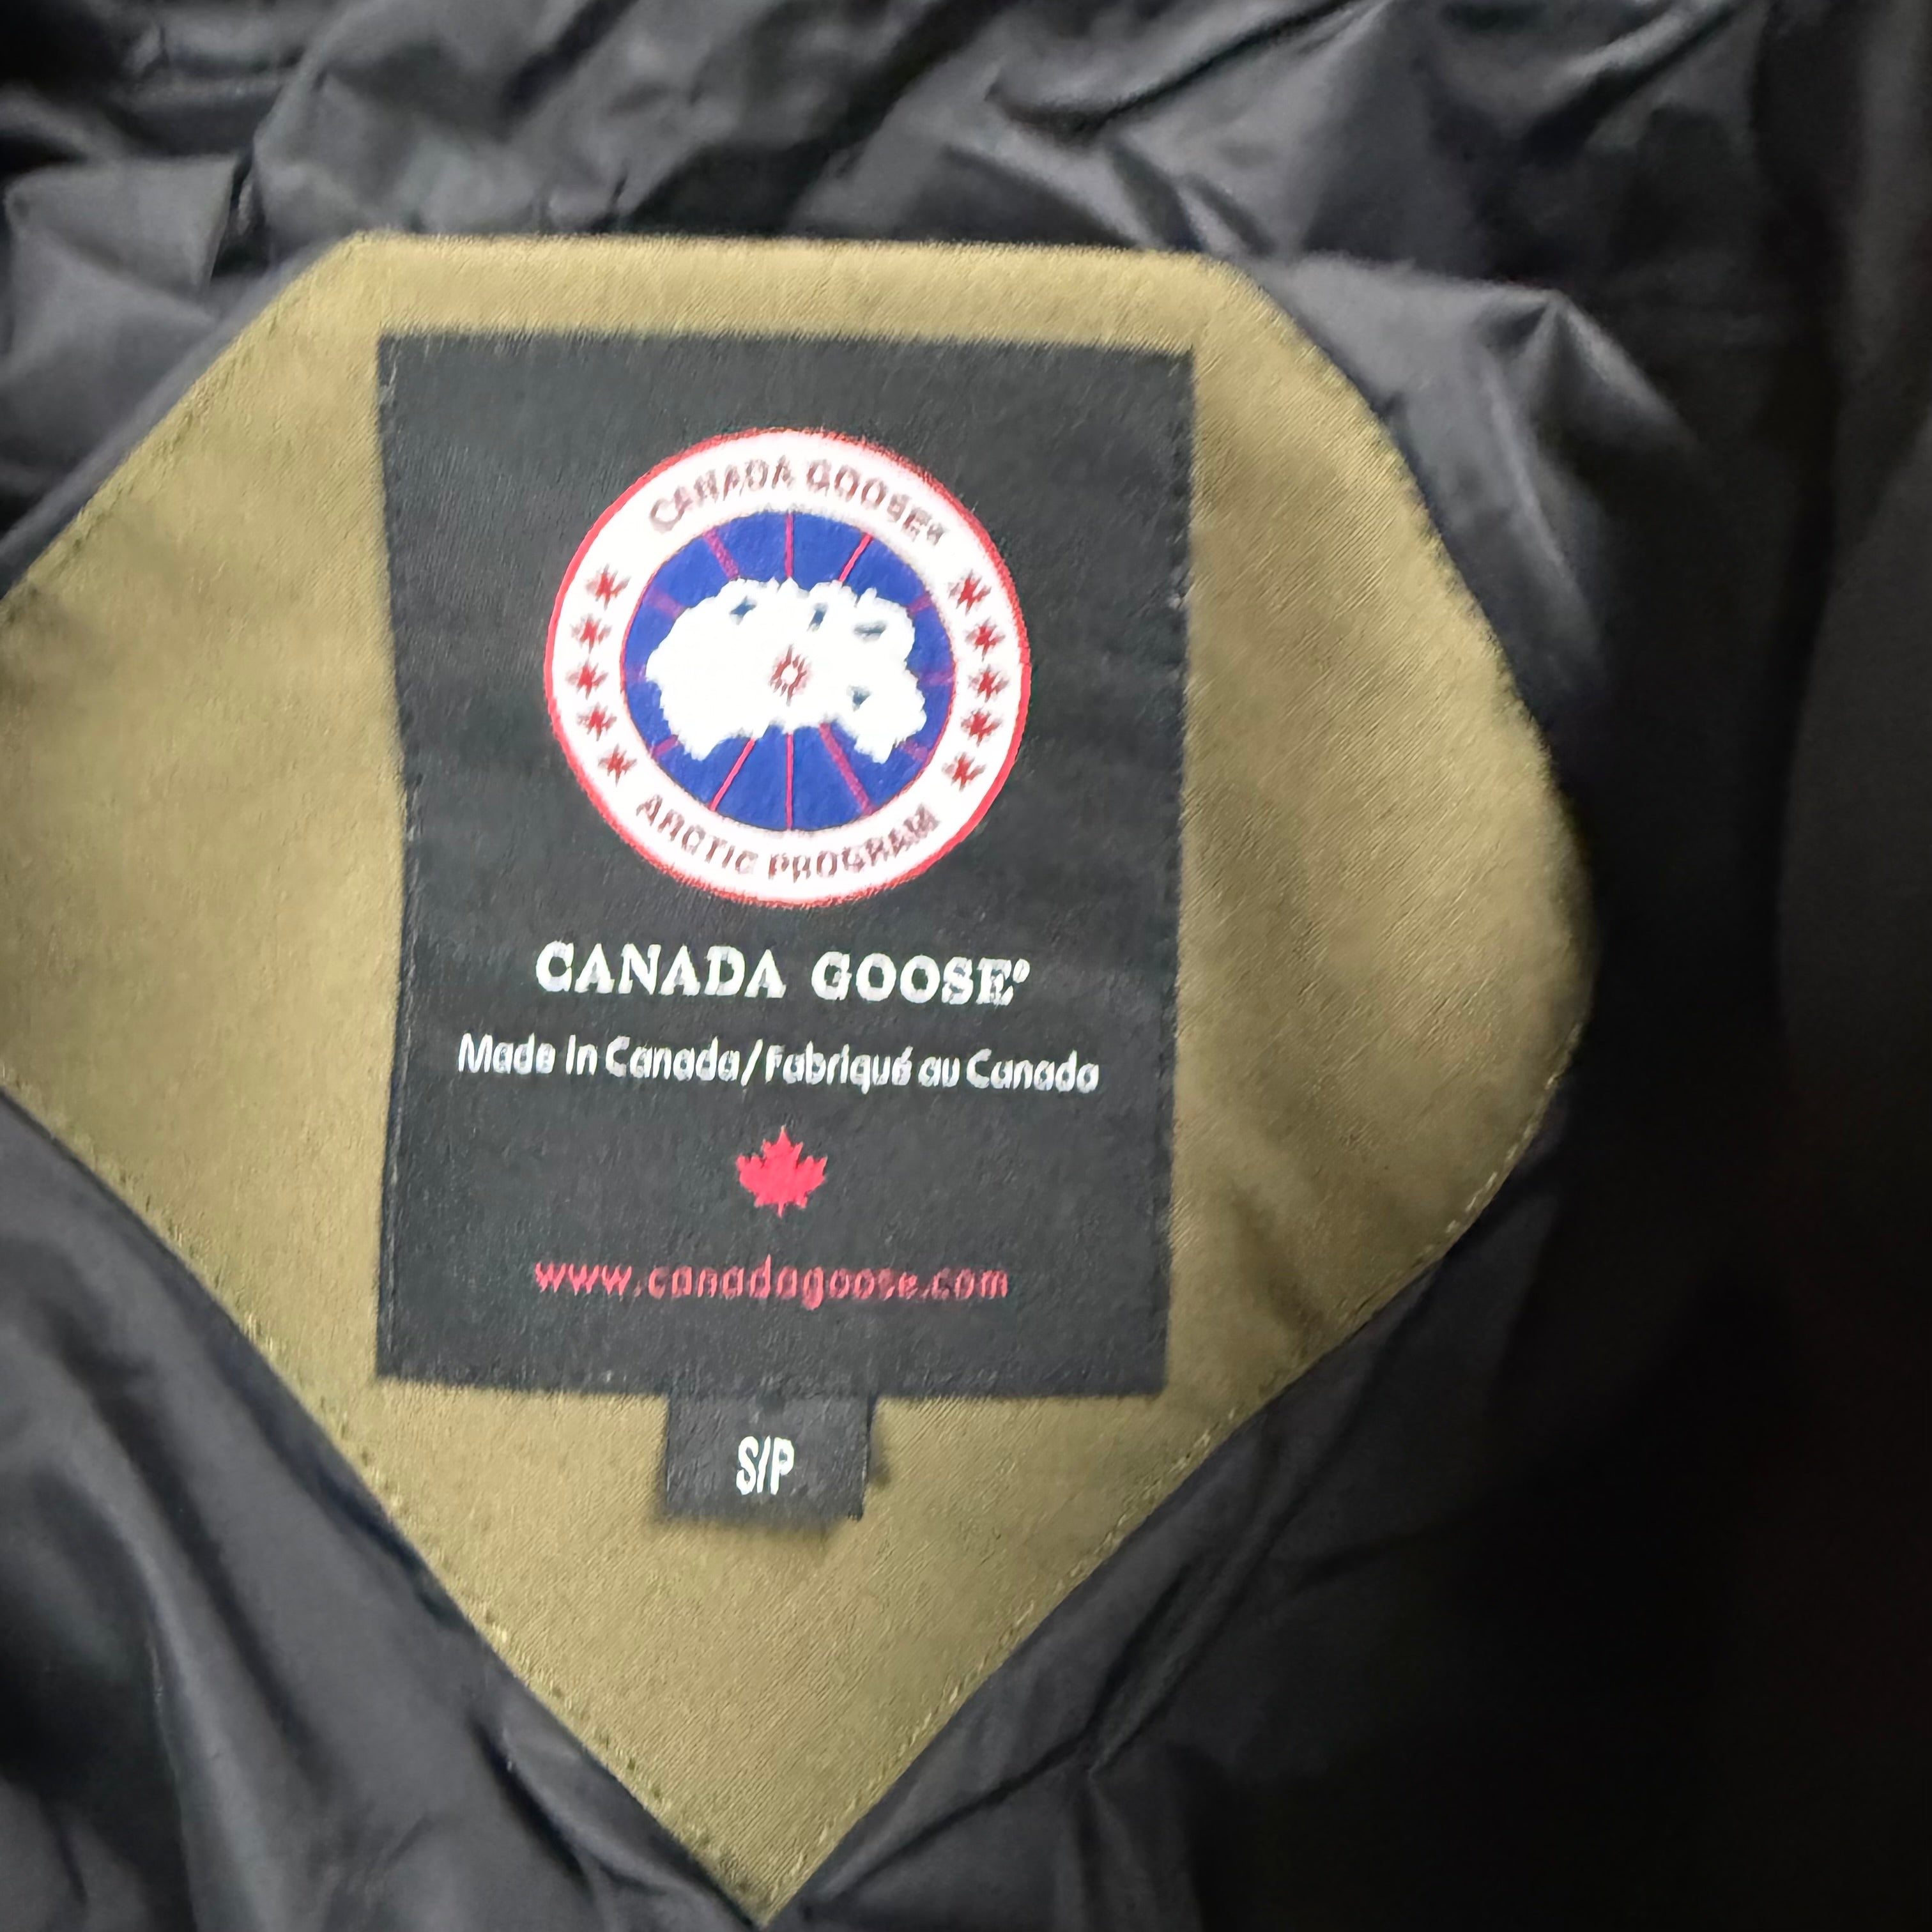 CANADA GOOSE®
ARCTIC PROGRAM
CANADA GOOSE®
Made In Canada/Fabriqué au Canada
www.canadagoose.com
S/P